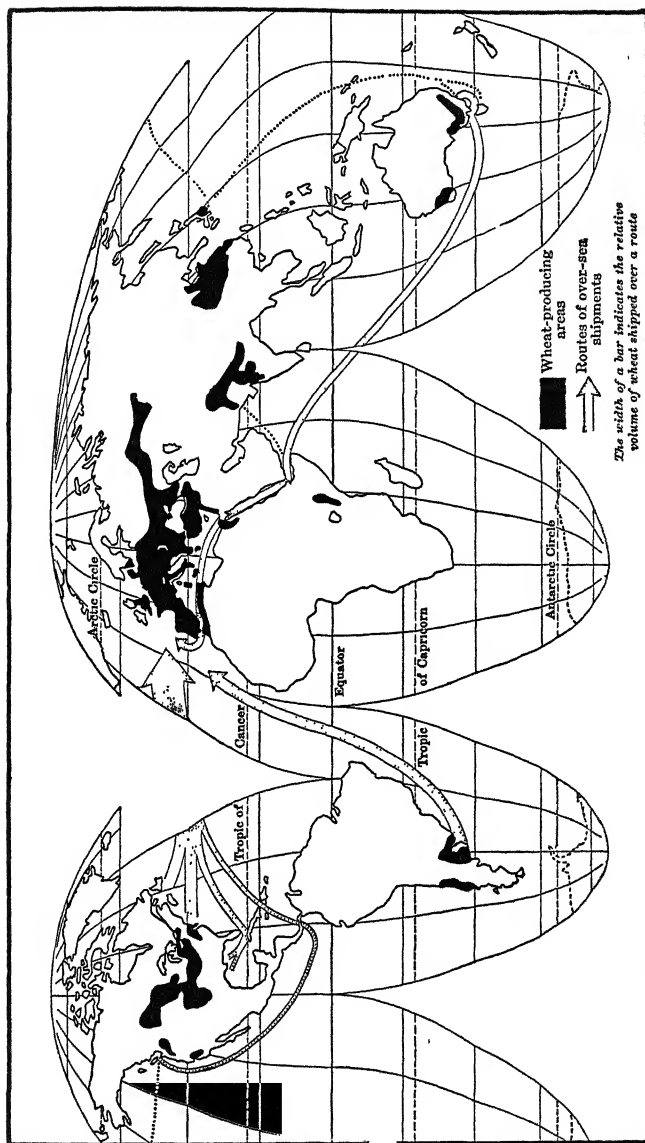 Arctic Circle
Tropic of Cancer
Equator
Tropic of Capricorn
Antarctic Circle
Wheat-producing
areas
Routes of over-sea
shipments
The width of a bar indicates the relative
volume of wheat shipped over a route